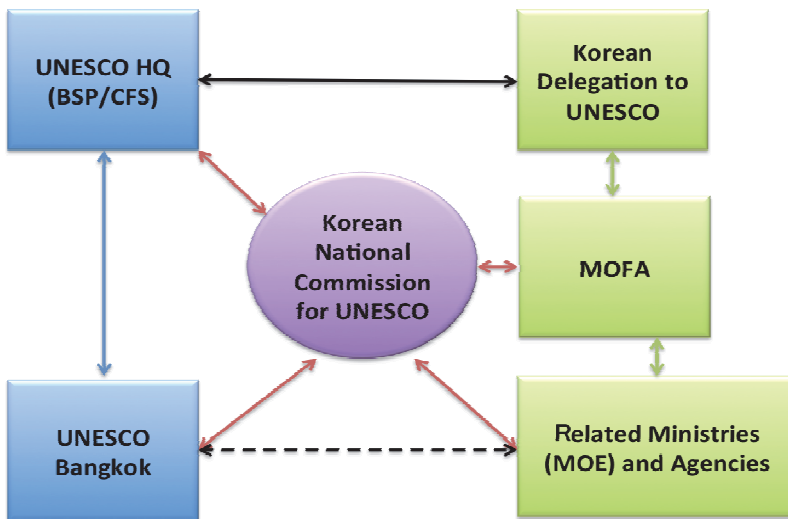 UNESCO HQ
(BSP/CFS)
Korean
Delegation to
UNESCO
Korean
National
Commission
for UNESCO
MOFA
UNESCO
Bangkok
Related Ministries
(MOE) and Agencies